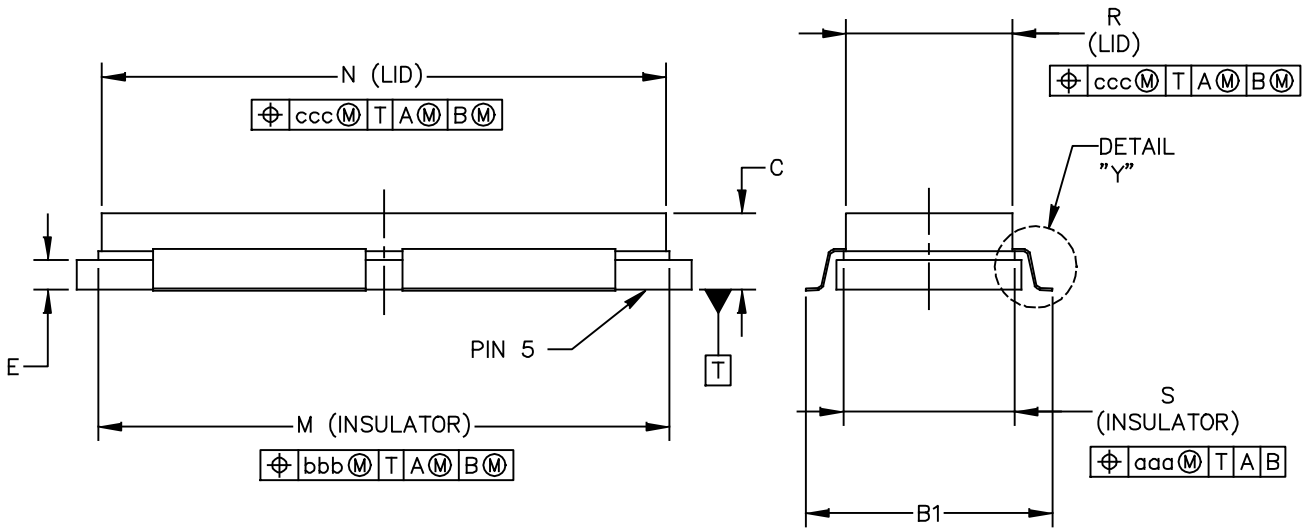 N (LID)
⌖ ccc Ⓜ T A Ⓜ B Ⓜ
R
(LID)
⌖ ccc Ⓜ T A Ⓜ B Ⓜ
DETAIL
"Y"
C
E
PIN 5
T
M (INSULATOR)
⌖ bbb Ⓜ T A Ⓜ B Ⓜ
S
(INSULATOR)
⌖ aaa Ⓜ T A B
B1